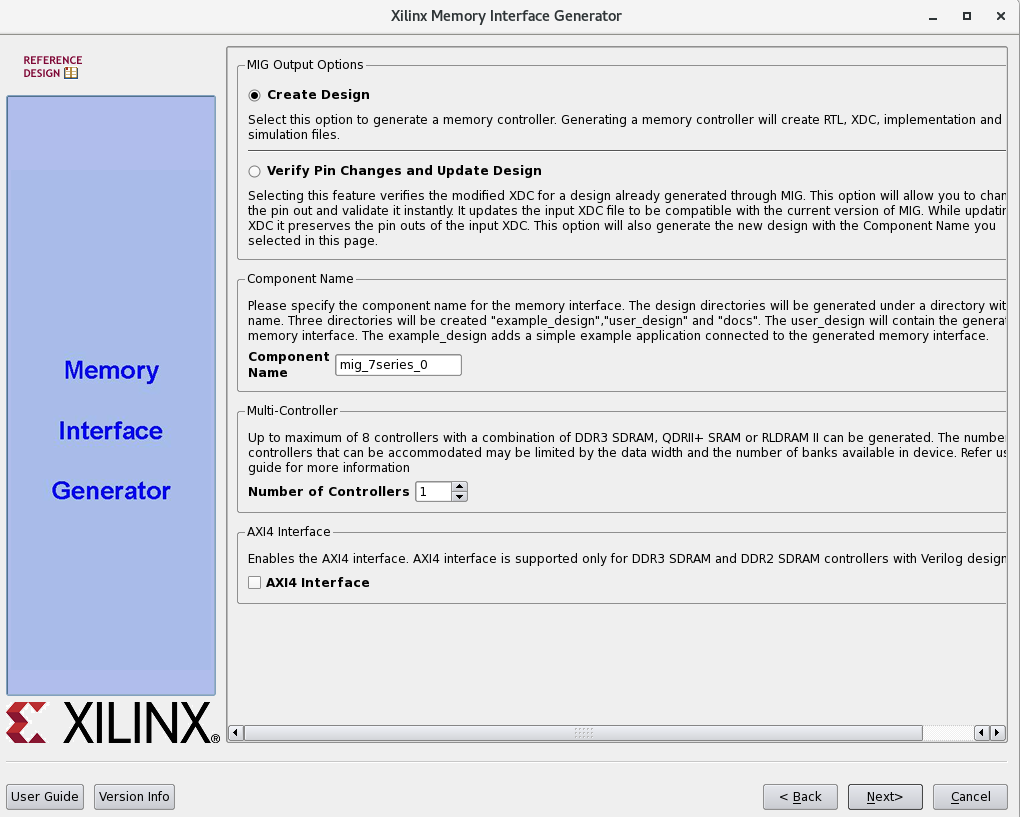 Xilinx Memory Interface Generator
REFERENCE
DESIGN
Memory
Interface
Generator
XILINX®
MIG Output Options
Create Design
Select this option to generate a memory controller. Generating a memory controller will create RTL, XDC, implementation and
simulation files.
Verify Pin Changes and Update Design
Selecting this feature verifies the modified XDC for a design already generated through MIG. This option will allow you to
the pin out and validate it instantly. It updates the input XDC file to be compatible with the current version of MIG. While
XDC it preserves the pin outs of the input XDC. This option will also generate the new design with the Component Name you
selected in this page.
Component Name
Please specify the component name for the memory interface. The design directories will be generated under a directory
name. Three directories will be created "example_design","user_design" and "docs". The user_design will contain the
memory interface. The example_design adds a simple example application connected to the generated memory interface.
Component
Name
mig_7series_0
Multi-Controller
Up to maximum of 8 controllers with a combination of DDR3 SDRAM, QDRII+ SRAM or RLDRAM II can be generated. The
controllers that can be accommodated may be limited by the data width and the number of banks available in device. Refer
guide for more information
Number of Controllers 1
AXI4 Interface
Enables the AXI4 interface. AXI4 interface is supported only for DDR3 SDRAM and DDR2 SDRAM controllers with Verilog design
AXI4 Interface
User Guide
Version Info
< Back
Next>
Cancel